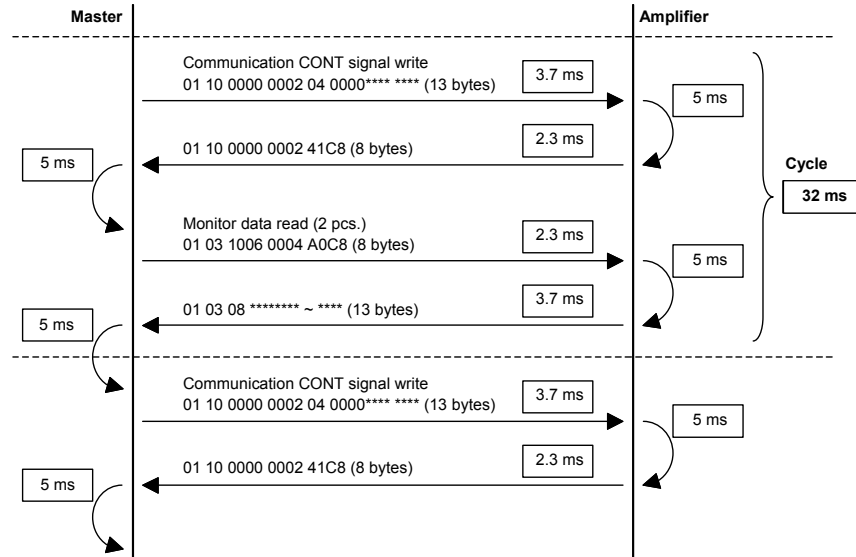 Master
Amplifier
Communication CONT signal write
01 10 0000 0002 04 0000**** **** (13 bytes)
3.7 ms
5 ms
01 10 0000 0002 41C8 (8 bytes)
2.3 ms
5 ms
Cycle
32 ms
Monitor data read (2 pcs.)
01 03 1006 0004 A0C8 (8 bytes)
2.3 ms
5 ms
01 03 08 ******** ~ **** (13 bytes)
3.7 ms
5 ms
Communication CONT signal write
01 10 0000 0002 04 0000**** **** (13 bytes)
3.7 ms
5 ms
01 10 0000 0002 41C8 (8 bytes)
2.3 ms
5 ms